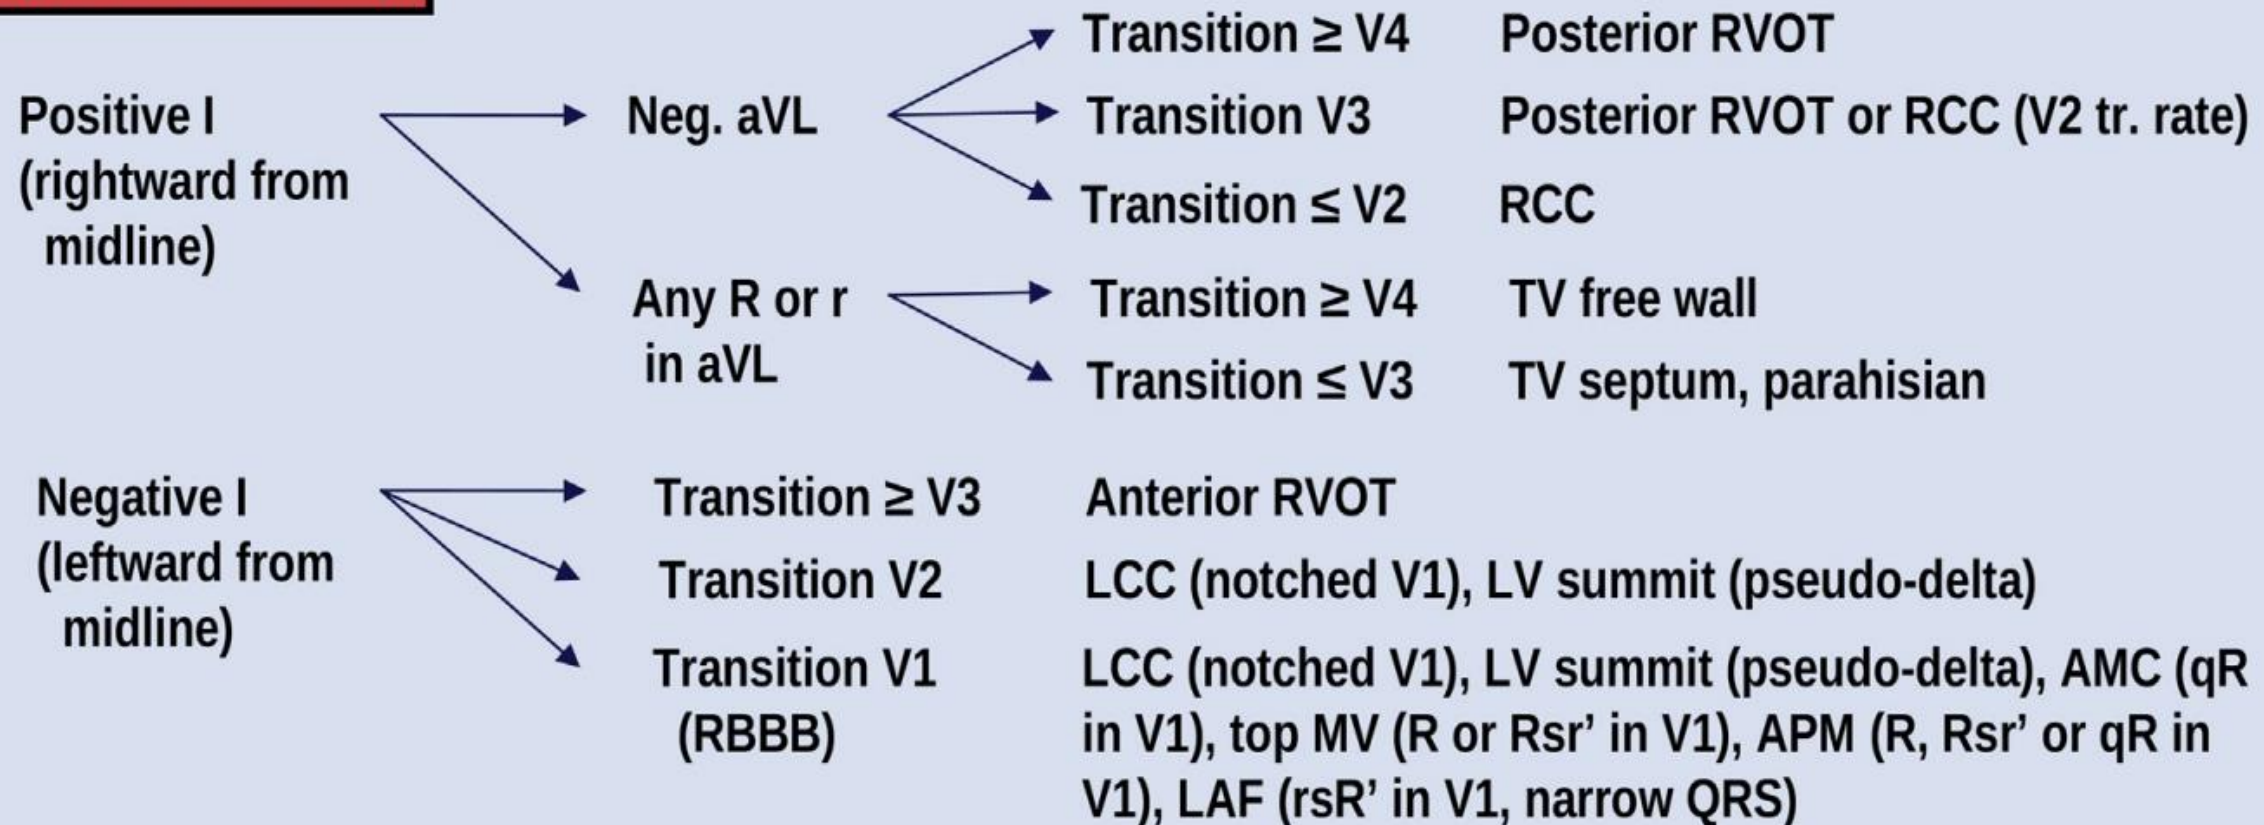 Transition ≥ V4 Posterior RVOT
Positive I Neg. aVL Transition V3 Posterior RVOT or RCC (V2 tr. rate)
(rightward from
midline)
Transition ≤ V2 RCC
Any R or r Transition ≥ V4 TV free wall
in aVL
Transition ≤ V3 TV septum, parahisian
Negative I Transition ≥ V3 Anterior RVOT
(leftward from
midline)
Transition V2 LCC (notched V1), LV summit (pseudo-delta)
Transition V1 LCC (notched V1), LV summit (pseudo-delta), AMC (qR
(RBBB) in V1), top MV (R or Rsr’ in V1), APM (R, Rsr’ or qR in
V1), LAF (rsR’ in V1, narrow QRS)